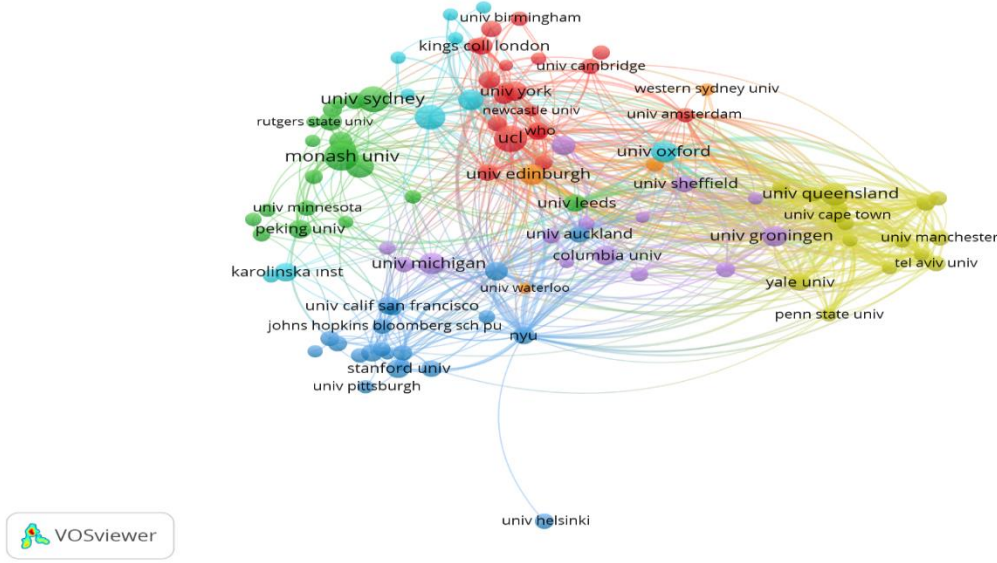 univ birmingham
kings coll london
univ cambridge
univ sydney
univ york
western sydney univ
newcastle univ
rutgers state univ
univ amsterdam
ucl
who
monash univ
univ oxford
univ edinburgh
univ sheffield
univ queensland
univ minnesota
univ leeds
univ cape town
peking univ
univ auckland
univ groningen
univ manchester
columbia univ
univ michigan
tel aviv univ
karolinska inst
yale univ
univ waterloo
univ calif san francisco
penn state univ
johns hopkins bloomberg sch pu
nyu
stanford univ
univ pittsburgh
univ helsinki
VOSviewer